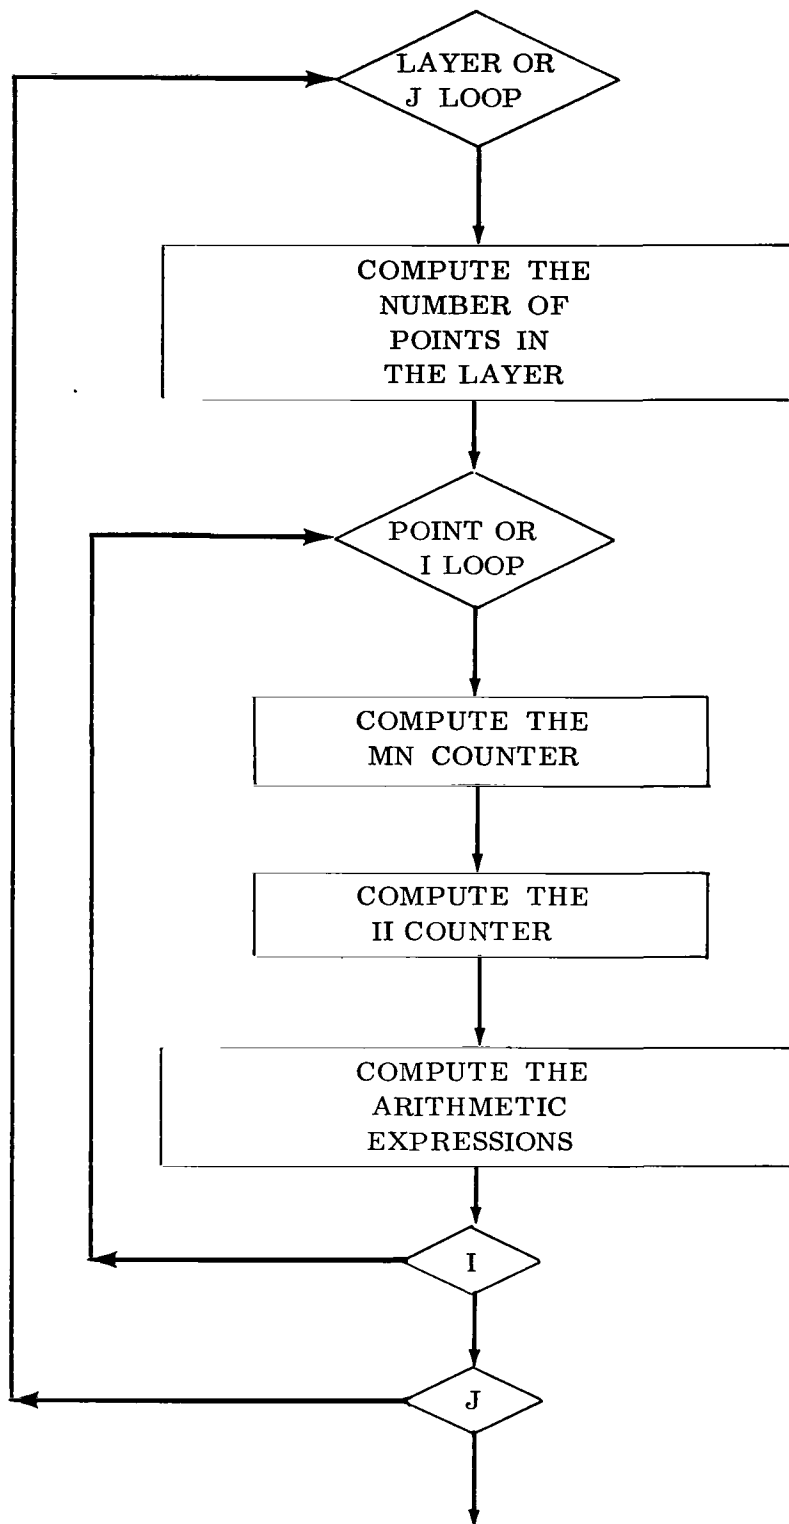 LAYER OR
J LOOP
COMPUTE THE
NUMBER OF
POINTS IN
THE LAYER
POINT OR
I LOOP
COMPUTE THE
MN COUNTER
COMPUTE THE
II COUNTER
COMPUTE THE
ARITHMETIC
EXPRESSIONS
I
J